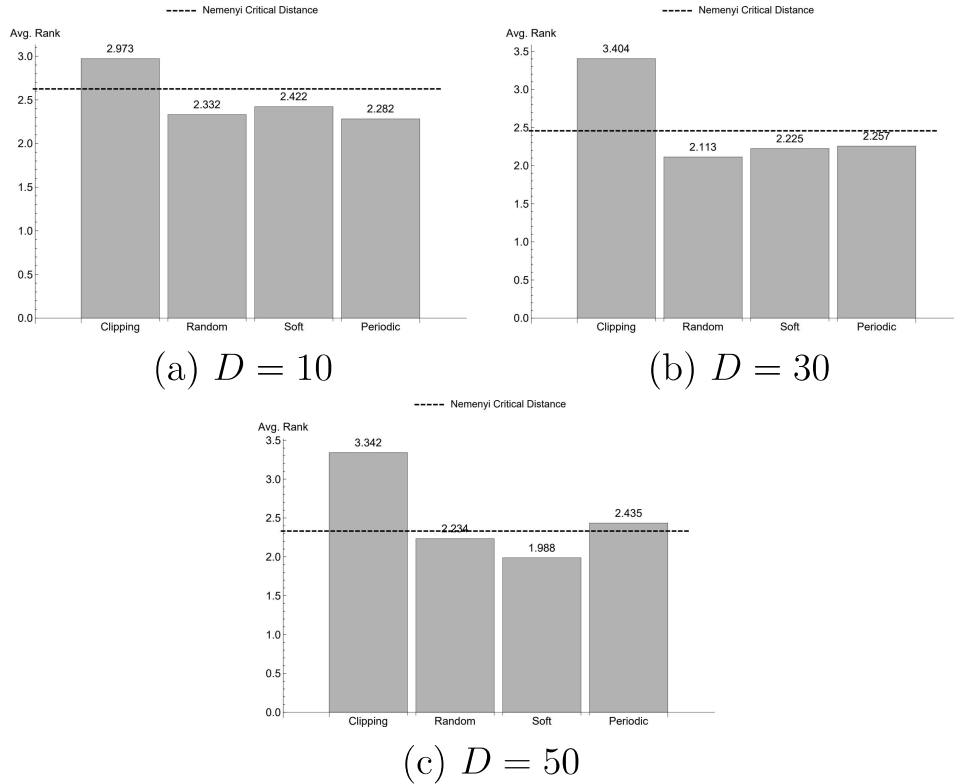 Nemenyi Critical Distance
Avg. Rank
3.0
2.5
2.0
1.5
1.0
0.5
0.0
2.973
2.332
2.422
2.282
Clipping Random Soft Periodic
(a) D = 10
Nemenyi Critical Distance
Avg. Rank
3.5
3.0
2.5
2.0
1.5
1.0
0.5
0.0
3.404
2.113
2.225
2.257
Clipping Random Soft Periodic
(b) D = 30
Nemenyi Critical Distance
Avg. Rank
3.5
3.0
2.5
2.0
1.5
1.0
0.5
0.0
3.342
2.234
1.988
2.435
Clipping Random Soft Periodic
(c) D = 50